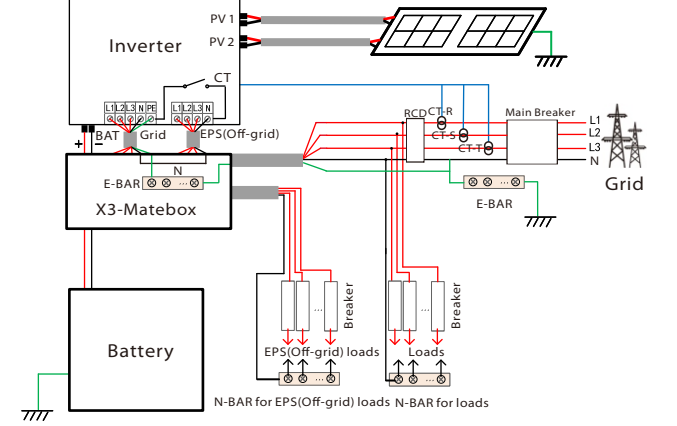 PV 1
Inverter
PV 2
CT
L1 L2 L3 N PE
L1 L2 L3 N
BAT
Grid
EPS(Off-grid)
+
−
N
E-BAR
...
X3-Matebox
RCD
CT-R
CT-S
CT-T
Main Breaker
L1
L2
L3
N
Grid
...
E-BAR
Battery
...
Breaker
EPS(Off-grid) loads
...
N-BAR for EPS(Off-grid) loads
...
Breaker
Loads
...
N-BAR for loads